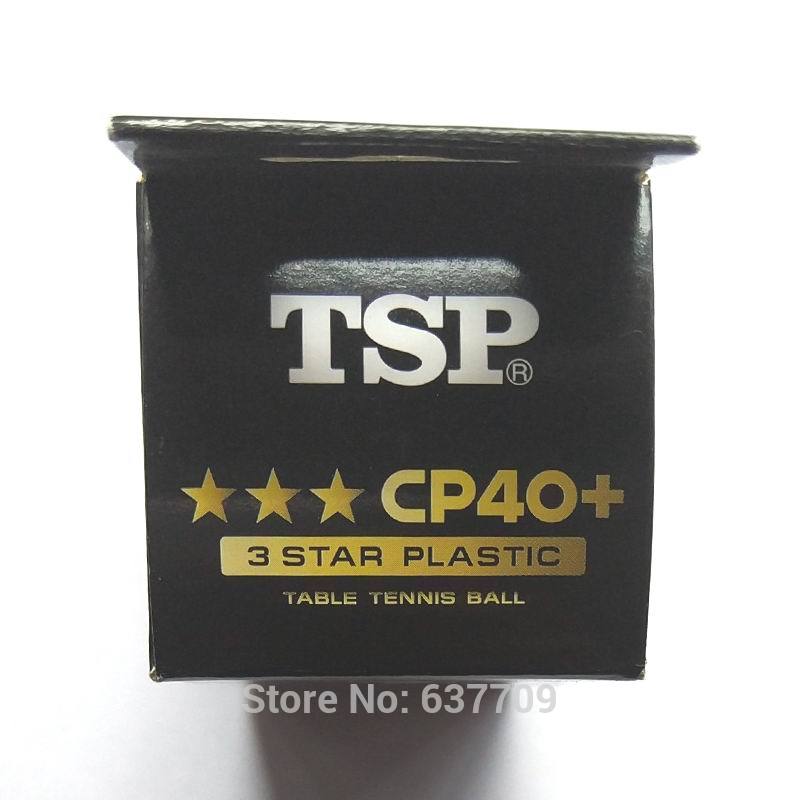 TSP®
★★★ CP40+
3 STAR PLASTIC
TABLE TENNIS BALL
Store No: 637709